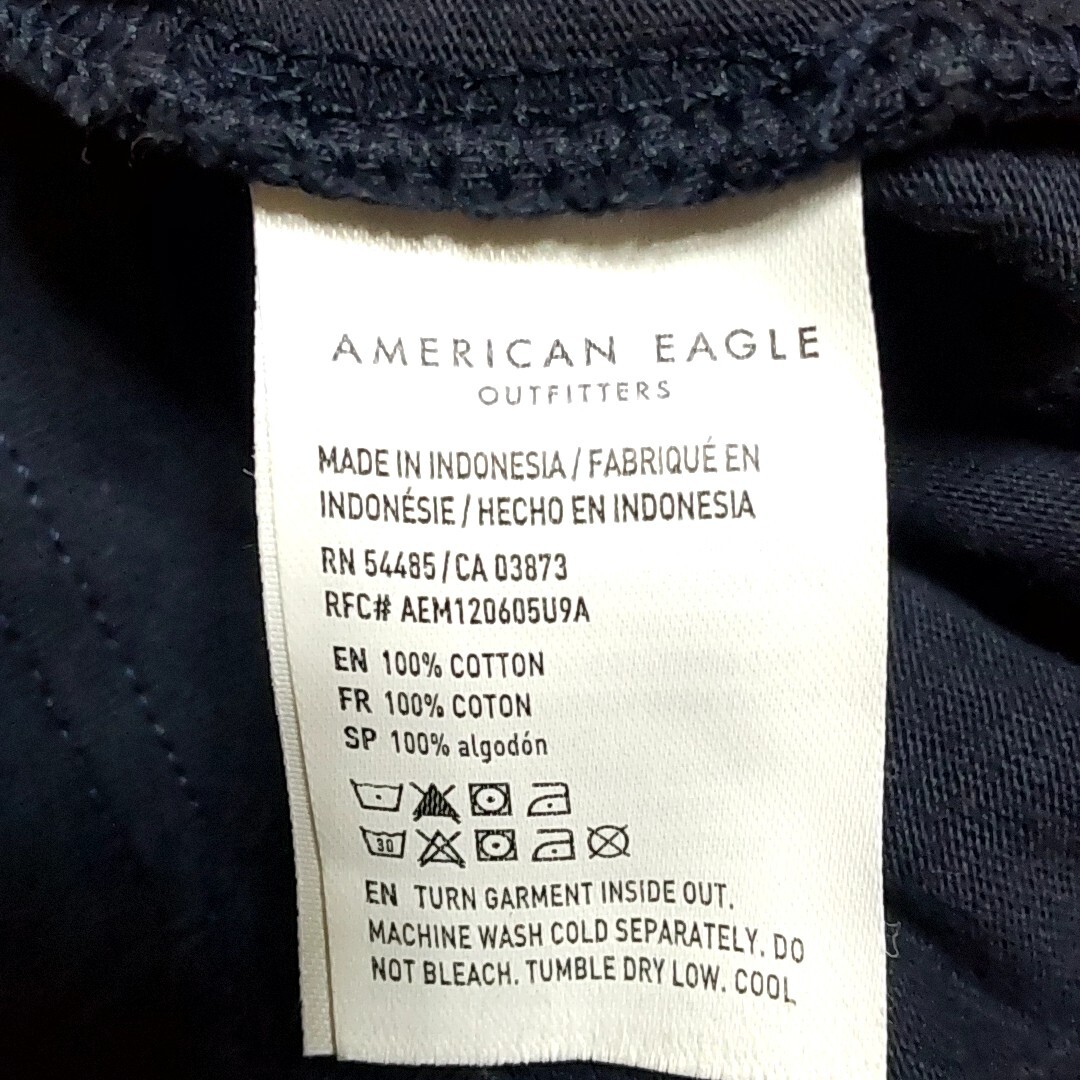 AMERICAN EAGLE
OUTFITTERS
MADE IN INDONESIA / FABRIQUÉ EN
INDONÉSIE / HECHO EN INDONESIA
RN 54485 / CA 03873
RFC# AEM120605U9A
EN 100% COTTON
FR 100% COTON
SP 100% algodón
30
EN TURN GARMENT INSIDE OUT.
MACHINE WASH COLD SEPARATELY. DO
NOT BLEACH. TUMBLE DRY LOW. COOL